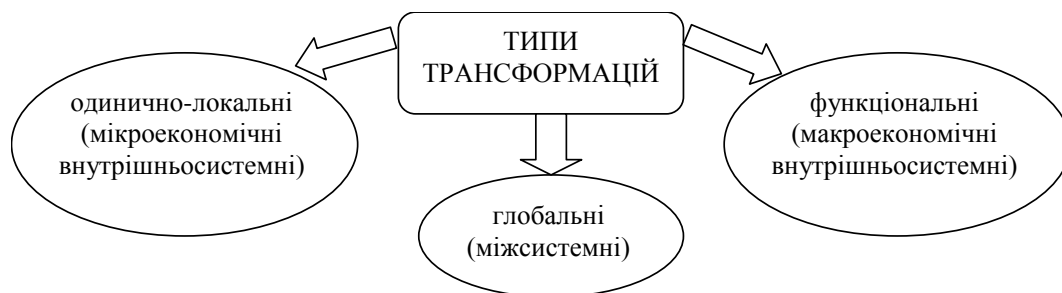 ТИПИ
ТРАНСФОРМАЦІЙ
одинично-локальні
(мікроекономічні
внутрішньосистемні)
глобальні
(міжсистемні)
функціональні
(макроекономічні
внутрішньосистемні)